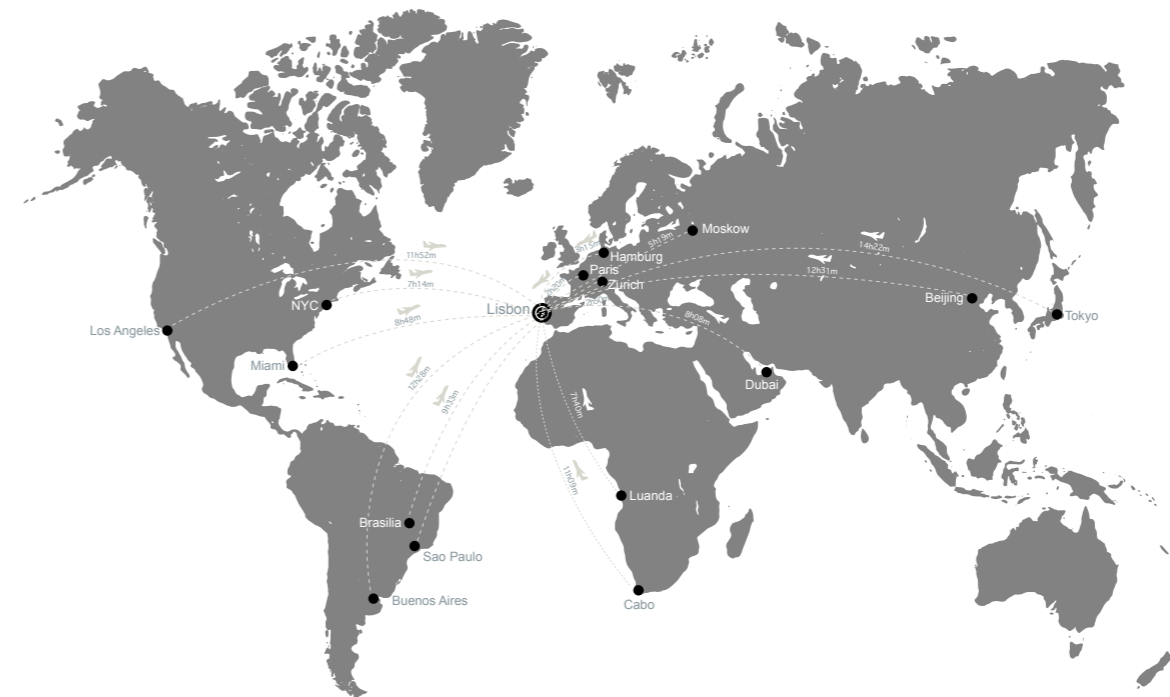 Moskow
14h22m
5h19m
3h15m
11h52m
Hamburg
12h31m
Paris
7h14m
Zurich
Beijing
NYC
Lisbon
Tokyo
8h48m
8h08m
Los Angeles
Miami
12h28m
Dubai
9h33m
7h40m
11h09m
Luanda
Brasilia
Sao Paulo
Buenos Aires
Cabo